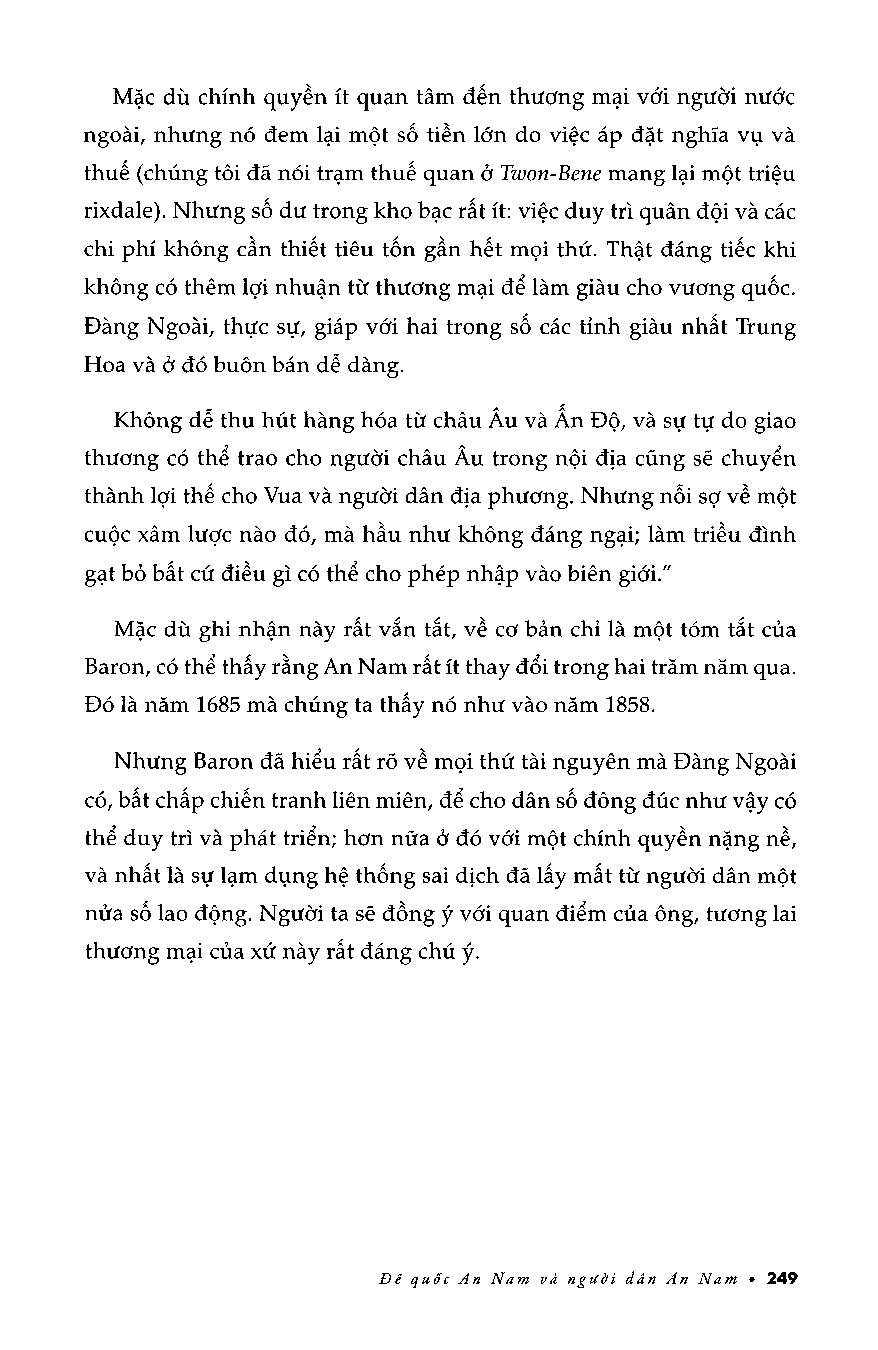 Mặc dù chính quyền ít quan tâm đến thương mại với người nước
ngoài, nhưng nó đem lại một số tiền lớn do việc áp đặt nghĩa vụ và
thuế (chúng tôi đã nói trạm thuế quan ở Twon-Bene mang lại một triệu
rixdale). Nhưng số dư trong kho bạc rất ít: việc duy trì quân đội và các
chi phí không cần thiết tiêu tốn gần hết mọi thứ. Thật đáng tiếc khi
không có thêm lợi nhuận từ thương mại để làm giàu cho vương quốc.
Đàng Ngoài, thực sự, giáp với hai trong số các tỉnh giàu nhất Trung
Hoa và ở đó buôn bán dễ dàng.
Không dễ thu hút hàng hóa từ châu Âu và Ấn Độ, và sự tự do giao
thương có thể trao cho người châu Âu trong nội địa cũng sẽ chuyển
thành lợi thế cho Vua và người dân địa phương. Nhưng nỗi sợ về một
cuộc xâm lược nào đó, mà hầu như không đáng ngại; làm triều đình
gạt bỏ bất cứ điều gì có thể cho phép nhập vào biên giới.”
Mặc dù ghi nhận này rất vắn tắt, về cơ bản chỉ là một tóm tắt của
Baron, có thể thấy rằng An Nam rất ít thay đổi trong hai trăm năm qua.
Đó là năm 1685 mà chúng ta thấy nó như vào năm 1858.
Nhưng Baron đã hiểu rất rõ về mọi thứ tài nguyên mà Đàng Ngoài
có, bất chấp chiến tranh liên miên, để cho dân số đông đúc như vậy có
thể duy trì và phát triển; hơn nữa ở đó với một chính quyền nặng nề,
và nhất là sự lạm dụng hệ thống sai dịch đã lấy mất từ người dân một
nửa số lao động. Người ta sẽ đồng ý với quan điểm của ông, tương lai
thương mại của xứ này rất đáng chú ý.
Đế quốc An Nam và người dân An Nam • 249